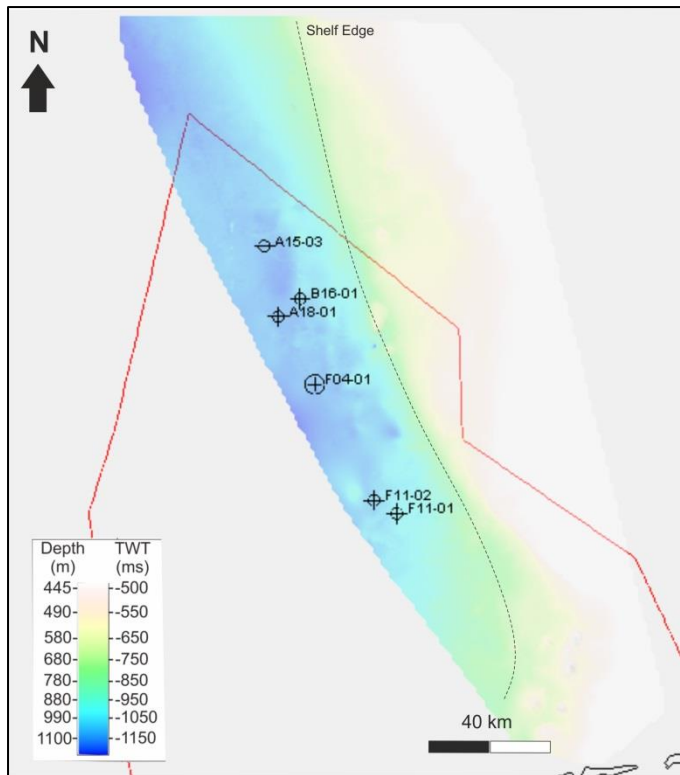 Shelf Edge
N
A15-03
B16-01
A18-01
F04-01
F11-02
F11-01
Depth TWT
(m) (ms)
445 -500
490 -550
580 -650
680 -750
780 -850
880 -950
990 -1050
1100 -1150
40 km